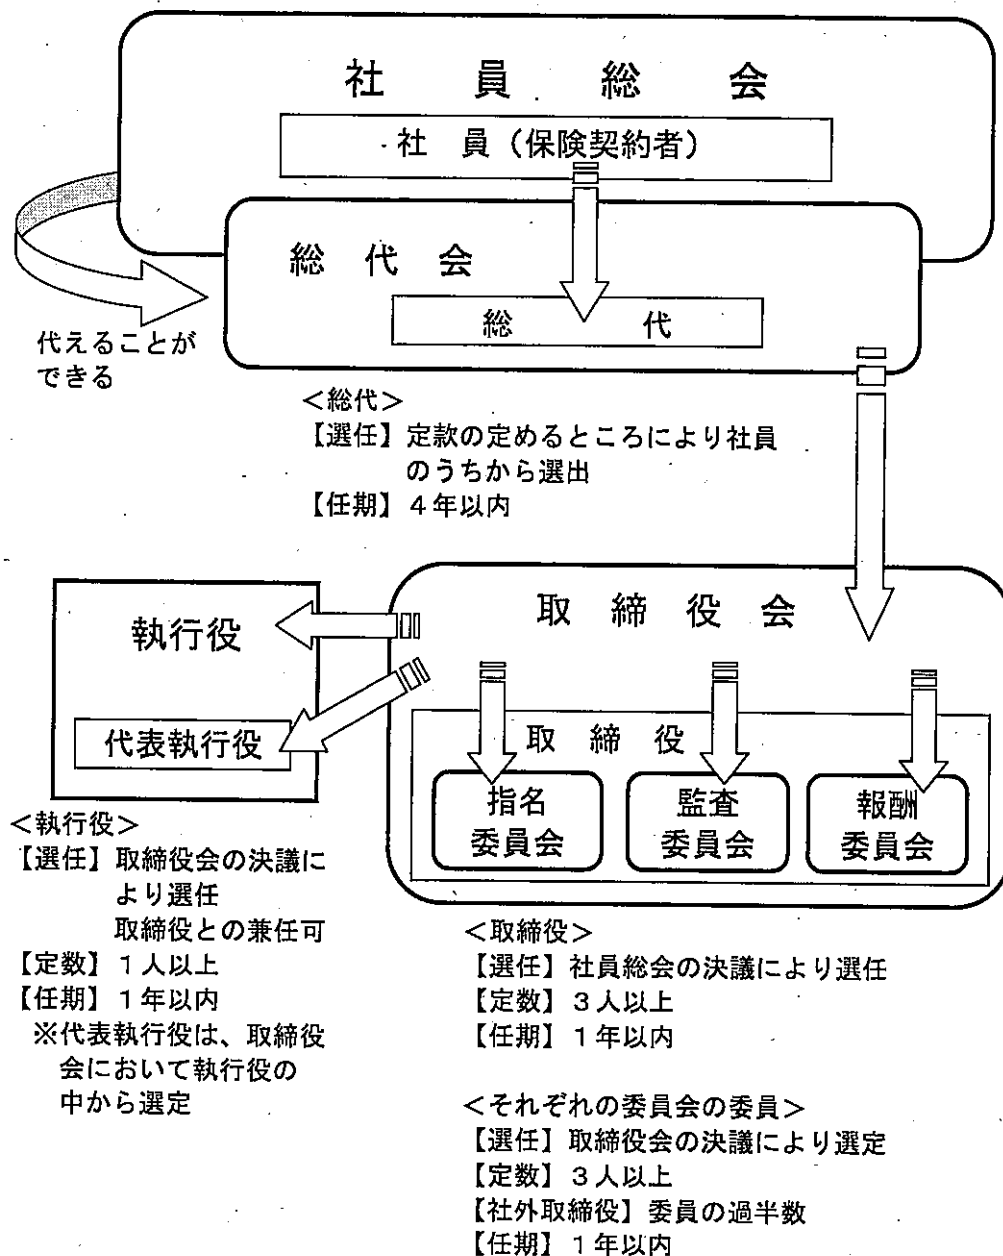 社員総会
社員（保険契約者）
総代会
総代
代えることが
できる
＜総代＞
【選任】定款の定めるところにより社員
のうちから選出
【任期】４年以内
取締役会
執行役
代表執行役
取締役
指名
委員会
監査
委員会
報酬
委員会
＜執行役＞
【選任】取締役会の決議に
より選任
取締役との兼任可
【定数】１人以上
【任期】１年以内
※代表執行役は、取締役
会において執行役の
中から選定
＜取締役＞
【選任】社員総会の決議により選任
【定数】３人以上
【任期】１年以内
＜それぞれの委員会の委員＞
【選任】取締役会の決議により選定
【定数】３人以上
【社外取締役】委員の過半数
【任期】１年以内